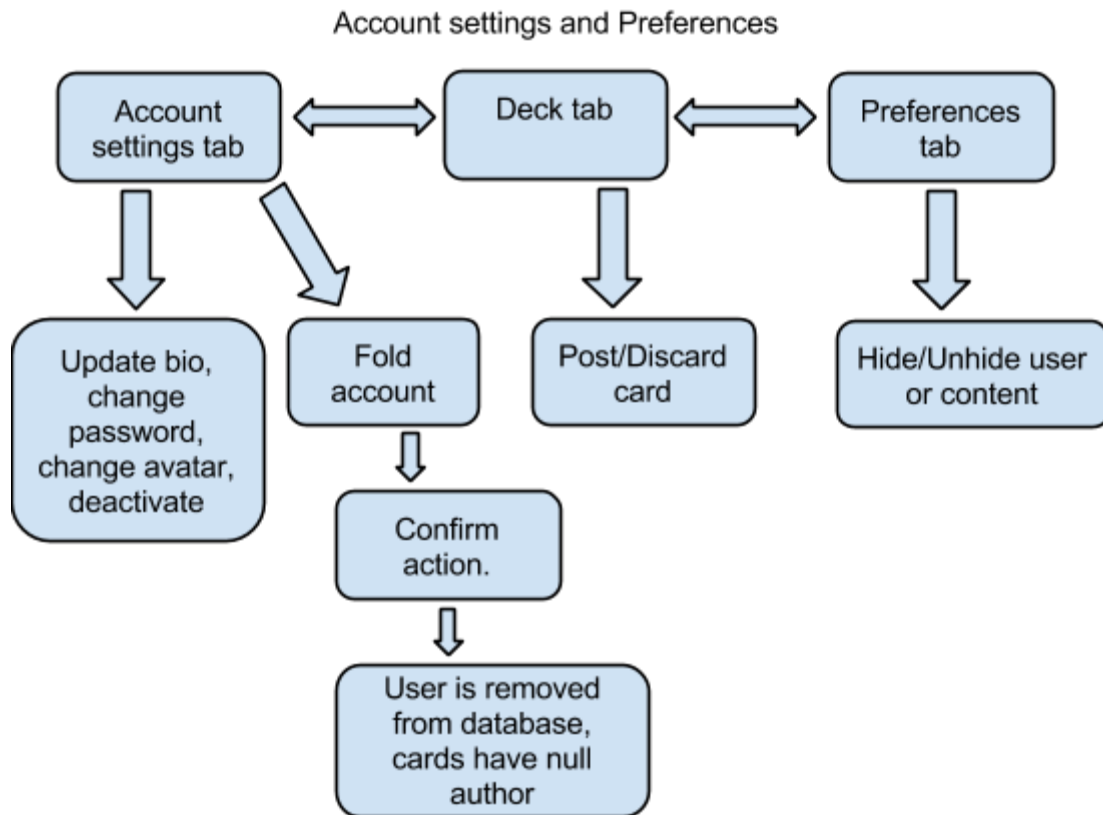 Account settings and Preferences
Account
settings tab
Deck tab
Preferences
tab
Update bio,
change
password,
change avatar,
deactivate
Fold
account
Post/Discard
card
Hide/Unhide user
or content
Confirm
action.
User is removed
from database,
cards have null
author